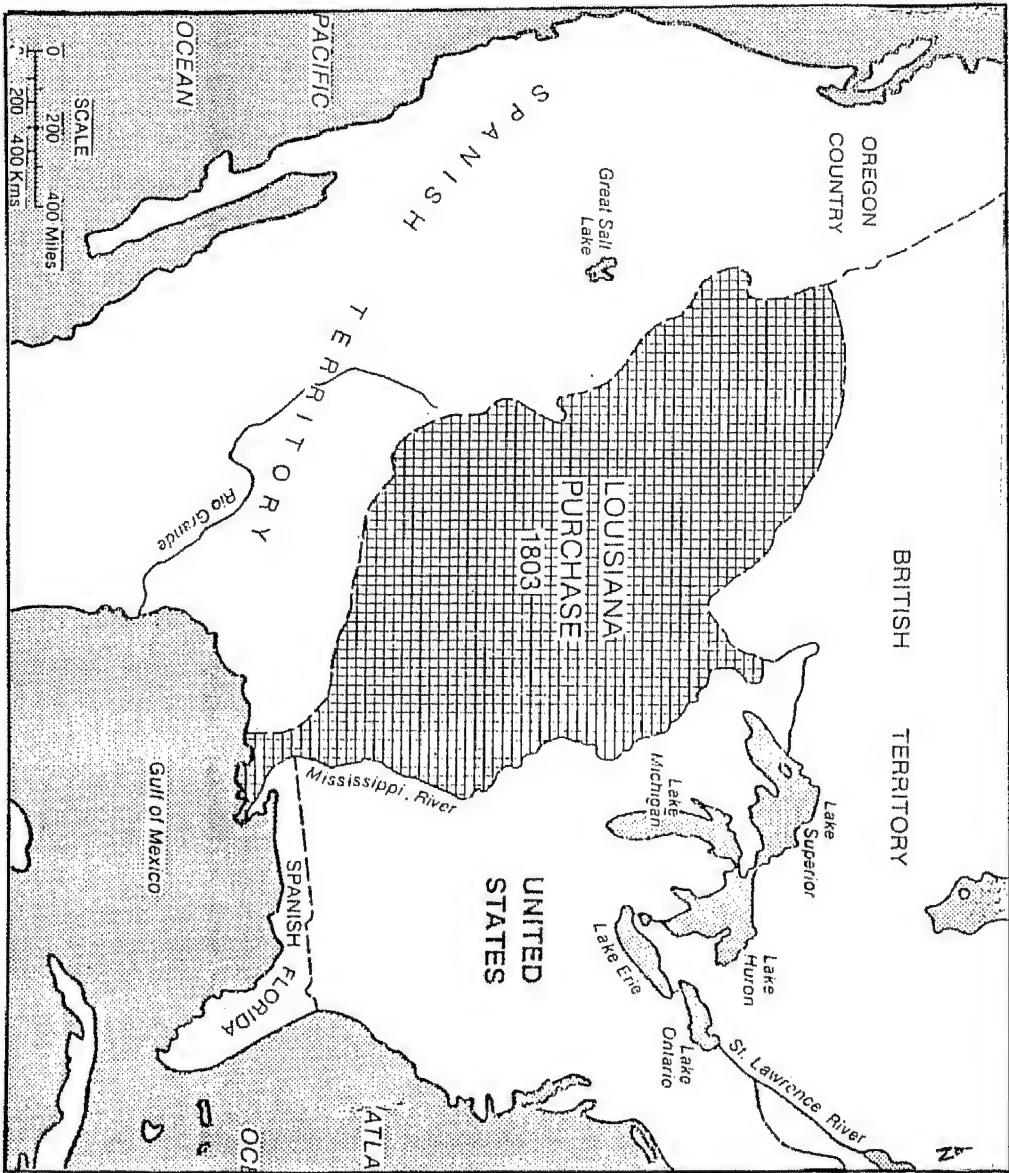 OREGON
COUNTRY
BRITISH
TERRITORY
Great Salt
Lake
Lake
Superior
Lake
Michigan
Lake
Huron
Lake Erie
Lake
Ontario
St. Lawrence River
N
LOUISIANA
PURCHASE
1803
UNITED
STATES
Mississippi. River
SPANISH
TERRITORY
Rio Grande
SPANISH
FLORIDA
Gulf of Mexico
PACIFIC
OCEAN
ATLA
OCE
SCALE
0 200 400 Miles
200 400 Kms